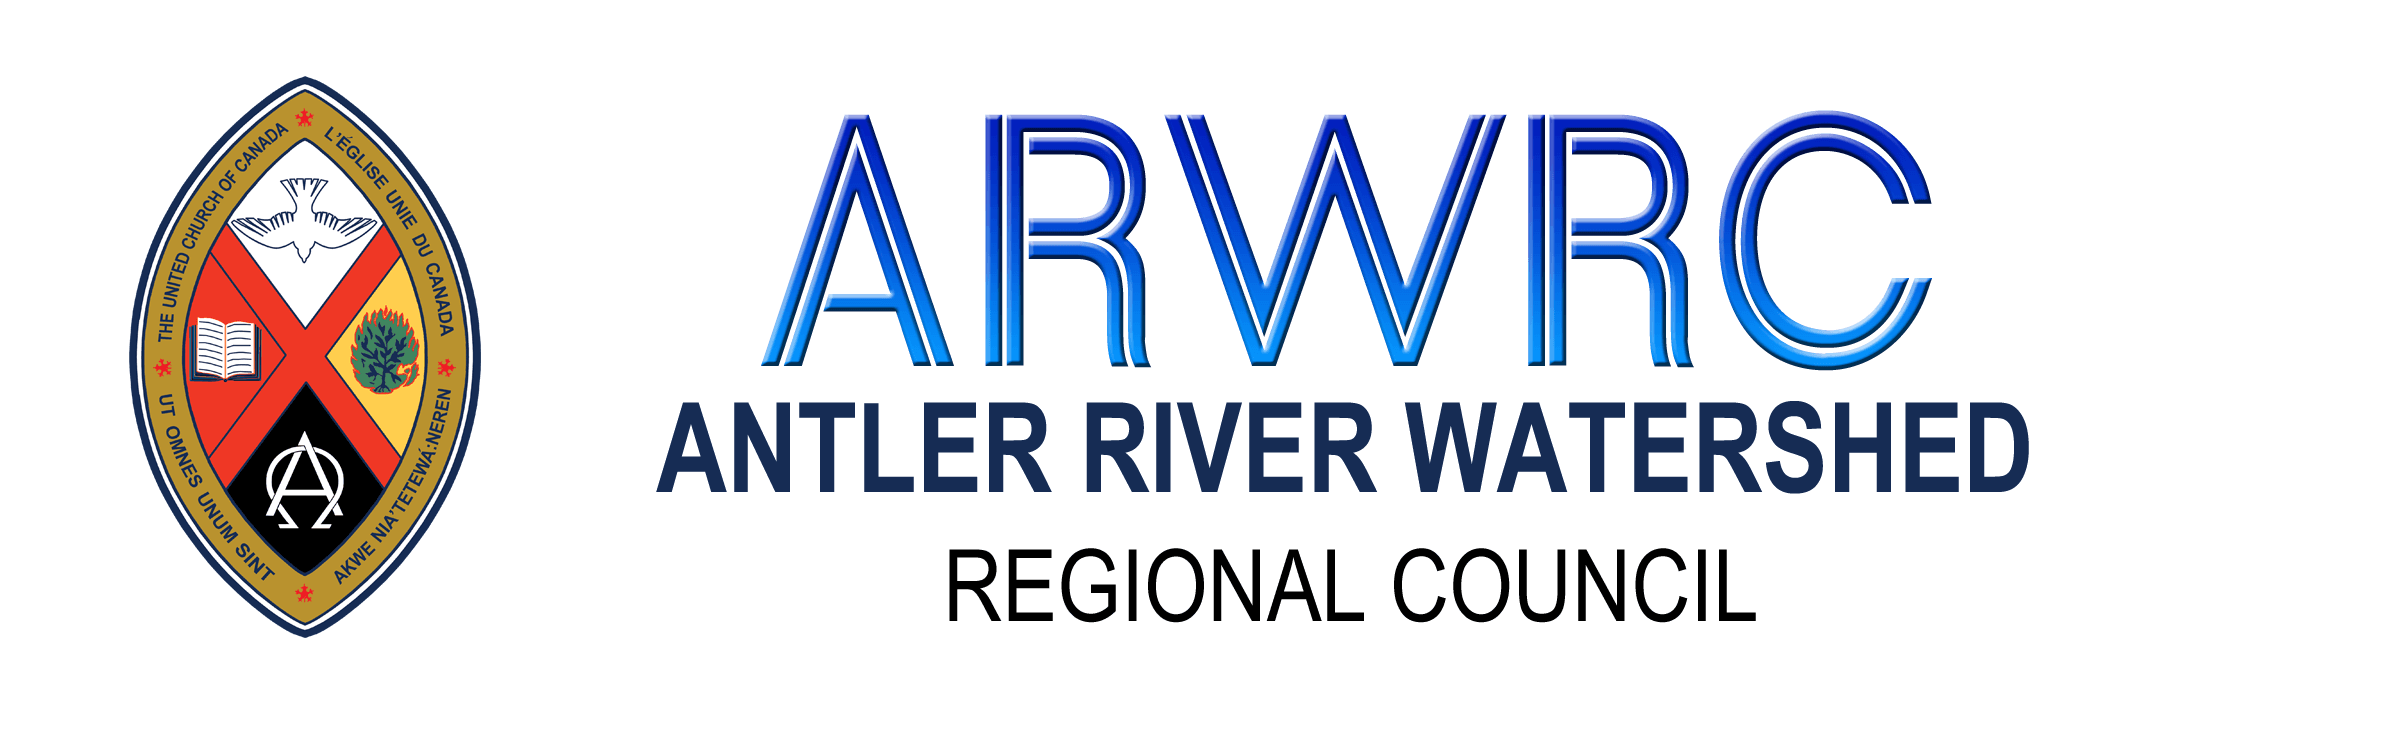 THE UNITED CHURCH OF CANADA
L'ÉGLISE UNIE DU CANADA
UT OMNES UNUM SINT
AKWE NIA'TETEWÁ:NEREN
ΑΩ
ARWRC
ANTLER RIVER WATERSHED
REGIONAL COUNCIL